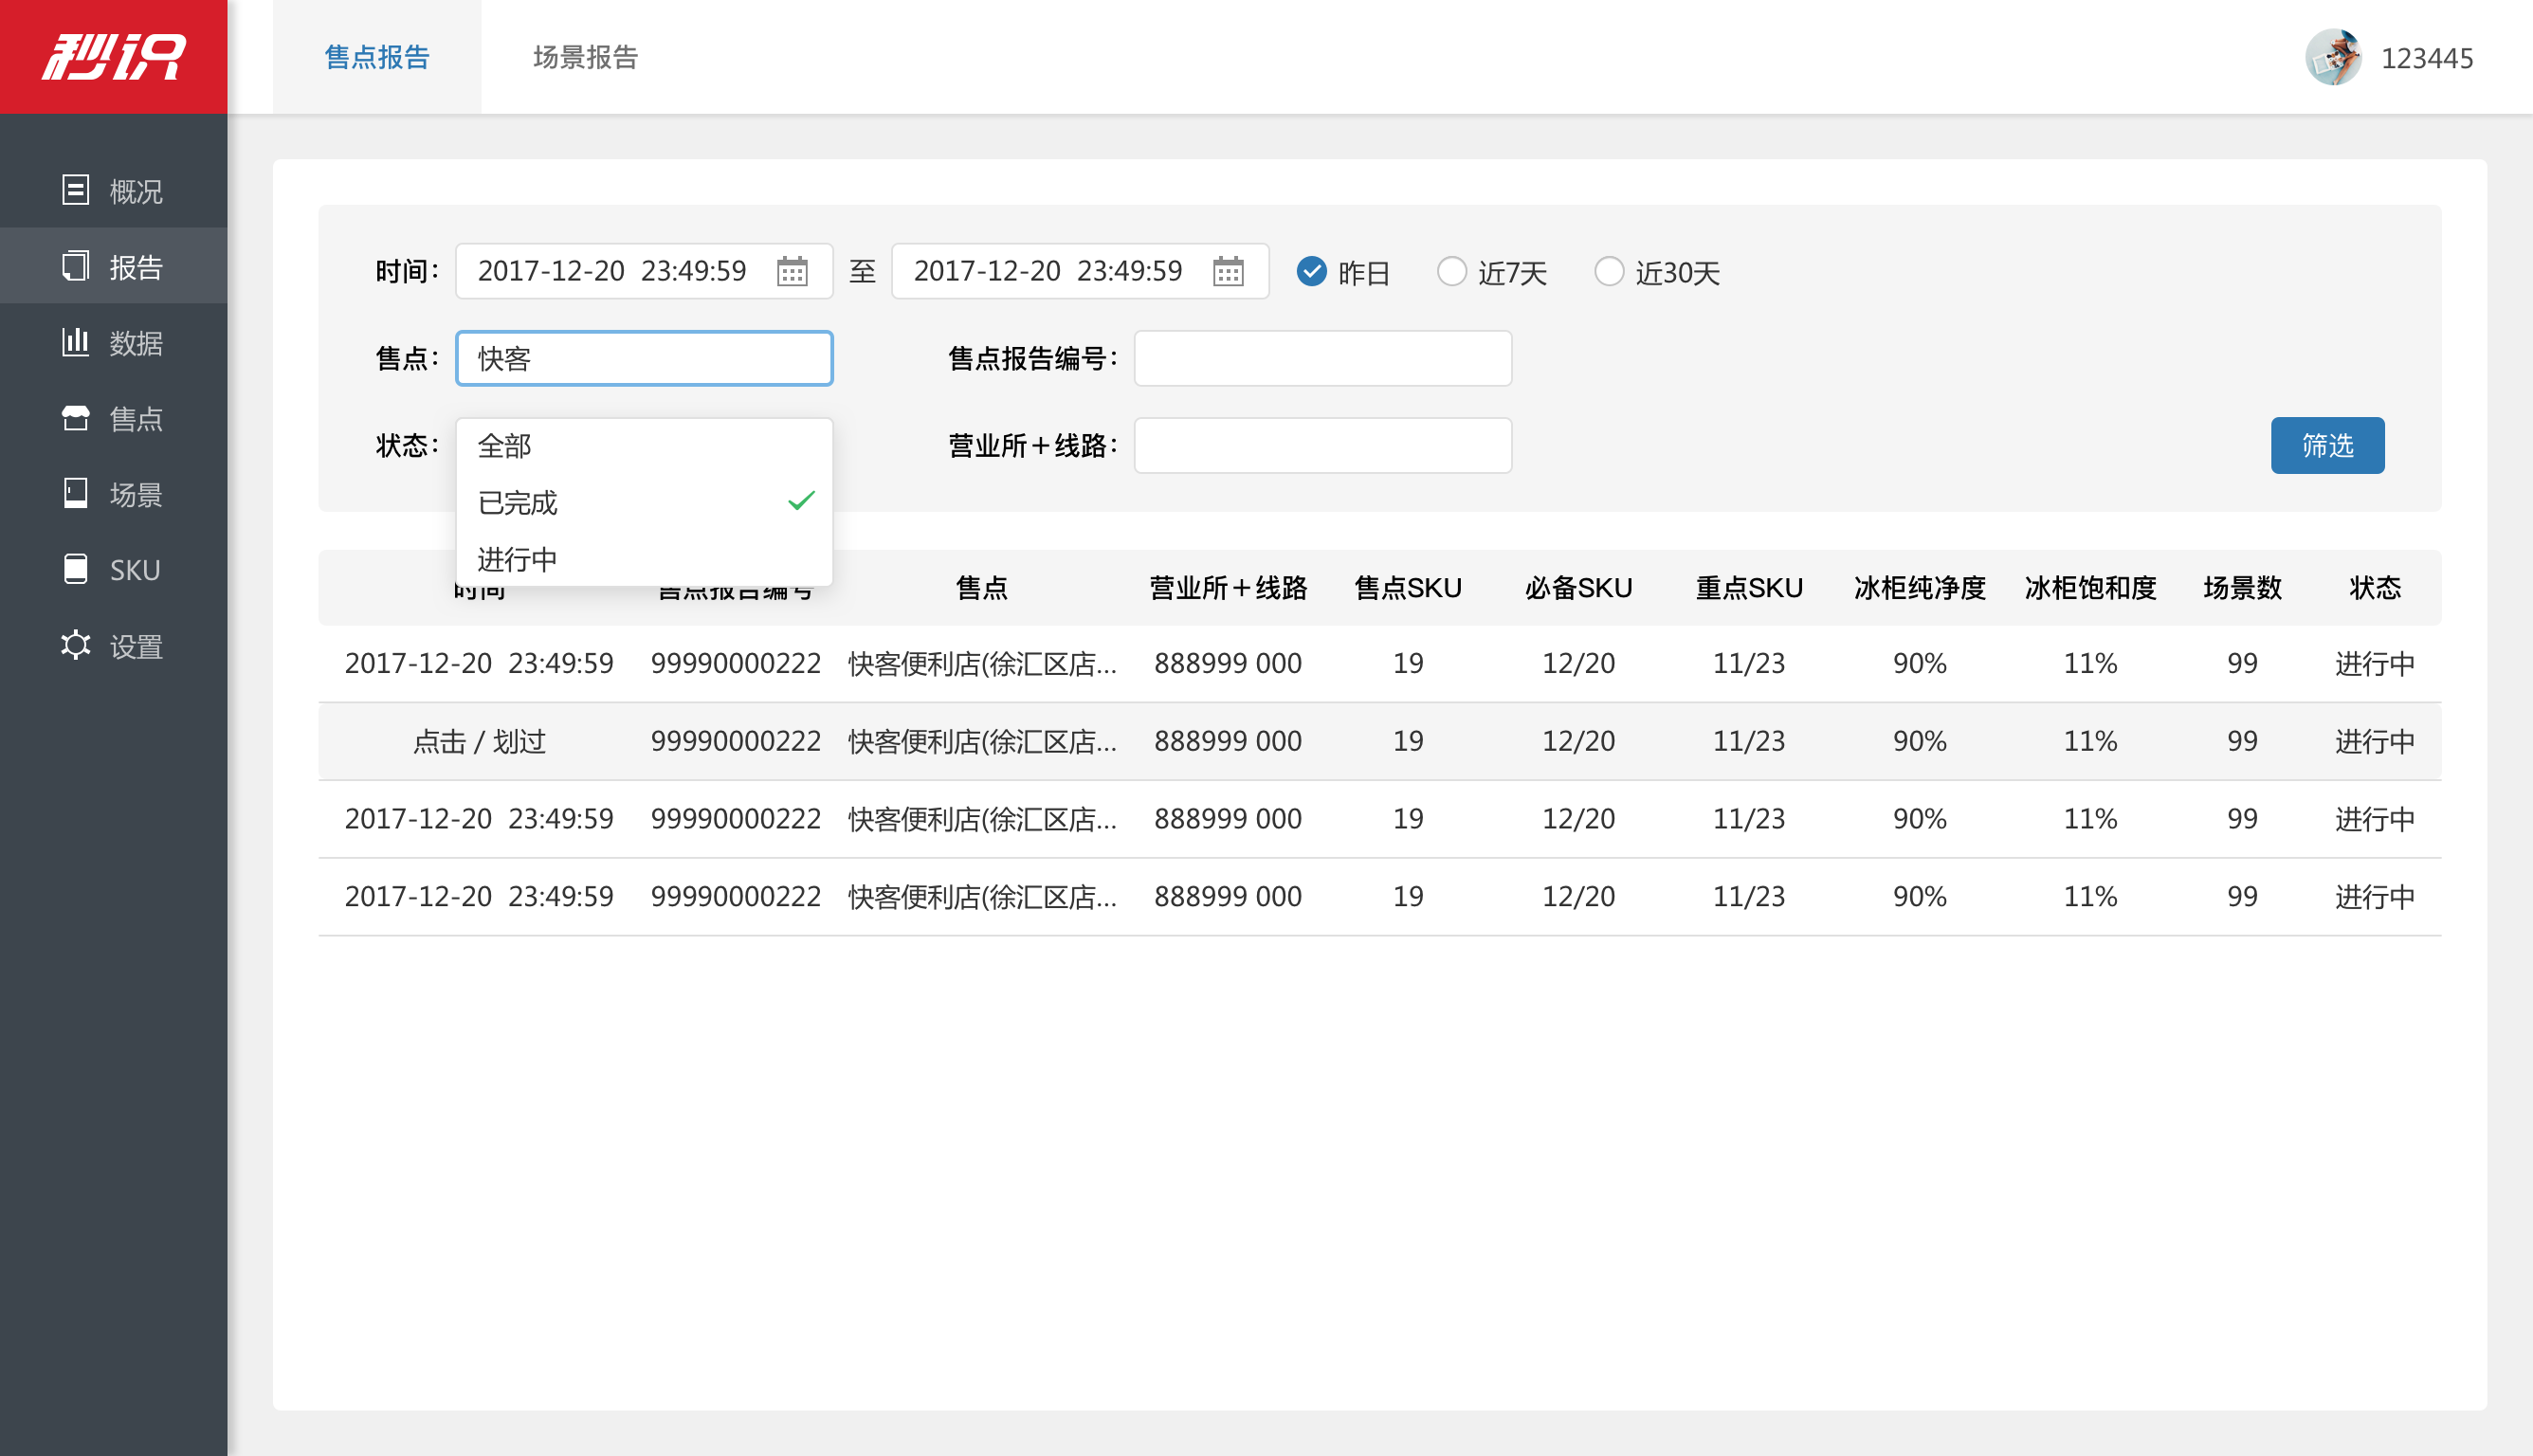 秒识
售点报告 场景报告 123445
概况
报告
数据
售点
场景
SKU
设置
时间： 2017-12-20 23:49:59 至 2017-12-20 23:49:59 昨日 近7天 近30天
售点： 快客 售点报告编号：
状态： 全部 营业所＋线路： 筛选
已完成
进行中
时间 售点报告编号 售点 营业所＋线路 售点SKU 必备SKU 重点SKU 冰柜纯净度 冰柜饱和度 场景数 状态
2017-12-20 23:49:59 99990000222 快客便利店(徐汇区店... 888999 000 19 12/20 11/23 90% 11% 99 进行中
点击 / 划过 99990000222 快客便利店(徐汇区店... 888999 000 19 12/20 11/23 90% 11% 99 进行中
2017-12-20 23:49:59 99990000222 快客便利店(徐汇区店... 888999 000 19 12/20 11/23 90% 11% 99 进行中
2017-12-20 23:49:59 99990000222 快客便利店(徐汇区店... 888999 000 19 12/20 11/23 90% 11% 99 进行中